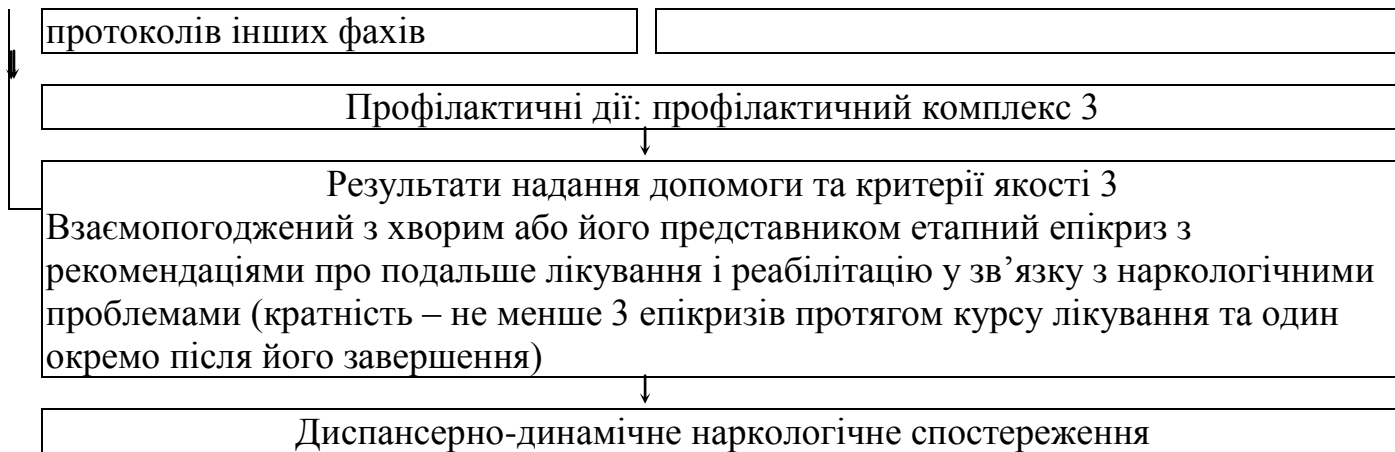 протоколів інших фахів
Профілактичні дії: профілактичний комплекс 3
Результати надання допомоги та критерії якості 3
Взаємопогоджений з хворим або його представником етапний епікриз з
рекомендаціями про подальше лікування і реабілітацію у зв’язку з наркологічними
проблемами (кратність – не менше 3 епікризів протягом курсу лікування та один
окремо після його завершення)
Диспансерно-динамічне наркологічне спостереження